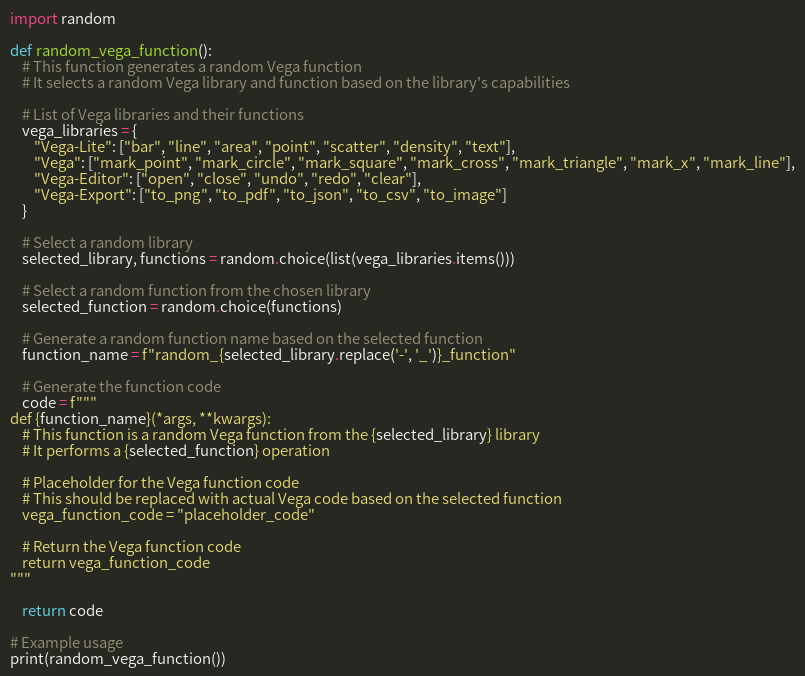 import random
def random_vega_function():
# This function generates a random Vega function
# It selects a random Vega library and function based on the library's capabilities
# List of Vega libraries and their functions
vega_libraries = {
"Vega-Lite": ["bar", "line", "area", "point", "scatter", "density", "text"],
"Vega": ["mark_point", "mark_circle", "mark_square", "mark_cross", "mark_triangle", "mark_x", "mark_line"],
"Vega-Editor": ["open", "close", "undo", "redo", "clear"],
"Vega-Export": ["to_png", "to_pdf", "to_json", "to_csv", "to_image"]
}
# Select a random library
selected_library, functions = random.choice(list(vega_libraries.items()))
# Select a random function from the chosen library
selected_function = random.choice(functions)
# Generate a random function name based on the selected function
function_name = f"random_{selected_library.replace('-', '_')}_function"
# Generate the function code
code = f"""
def {function_name}(*args, **kwargs):
# This function is a random Vega function from the {selected_library} library
# It performs a {selected_function} operation
# Placeholder for the Vega function code
# This should be replaced with actual Vega code based on the selected function
vega_function_code = "placeholder_code"
# Return the Vega function code
return vega_function_code
"""
return code
# Example usage
print(random_vega_function())